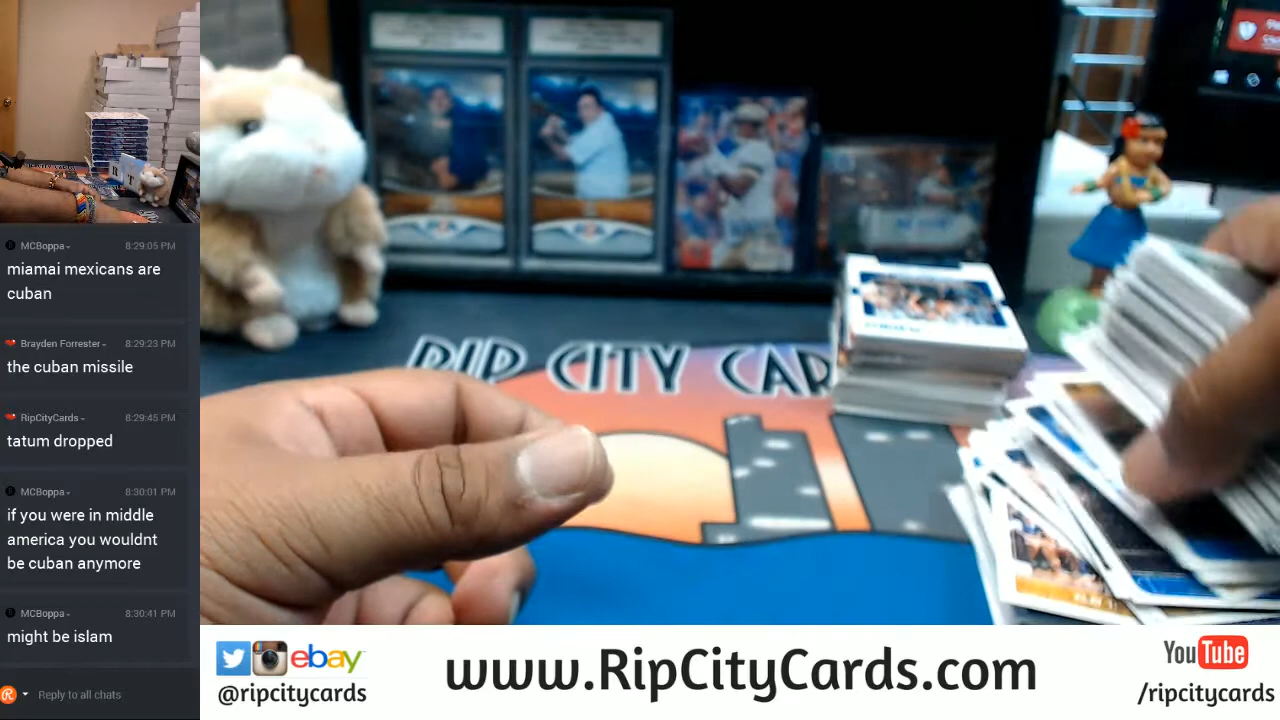 MCBoppa- 8:29:05 PM
miamai mexicans are
cuban
Brayden Forrester- 8:29:23 PM
the cuban missile
RipCityCards- 8:29:45 PM
tatum dropped
MCBoppa- 8:30:01 PM
if you were in middle
america you wouldnt
be cuban anymore
MCBoppa- 8:30:41 PM
might be islam
Reply to all chats
RIP CITY CAR
ebay
@ripcitycards
www.RipCityCards.com
YouTube
/ripcitycards